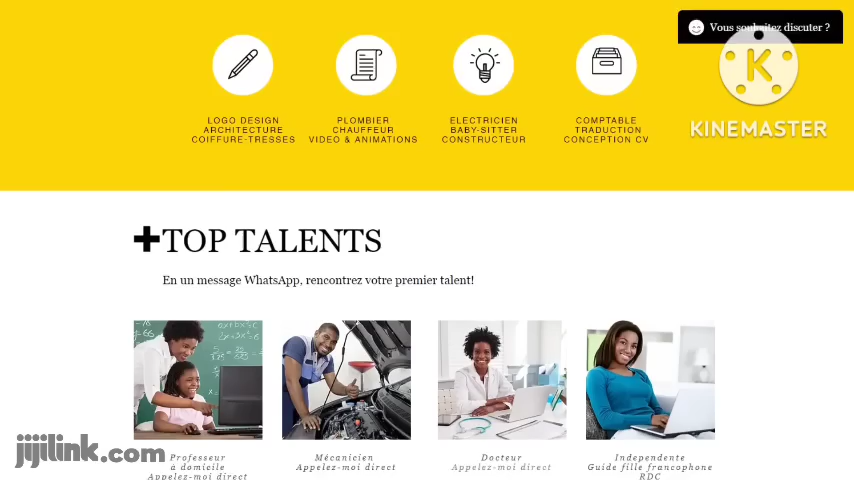 Vous souhaitez discuter ?
KINEMASTER
LOGO DESIGN
ARCHITECTURE
COIFFURE-TRESSES
PLOMBIER
CHAUFFEUR
VIDEO & ANIMATIONS
ELECTRICIEN
BABY-SITTER
CONSTRUCTEUR
COMPTABLE
TRADUCTION
CONCEPTION CV
+TOP TALENTS
En un message WhatsApp, rencontrez votre premier talent!
Professeur
à domicile
Appelez-moi direct
Mécanicien
Appelez-moi direct
Docteur
Appelez-moi direct
Independente
Guide fille francophone
RDC
jijilink.com